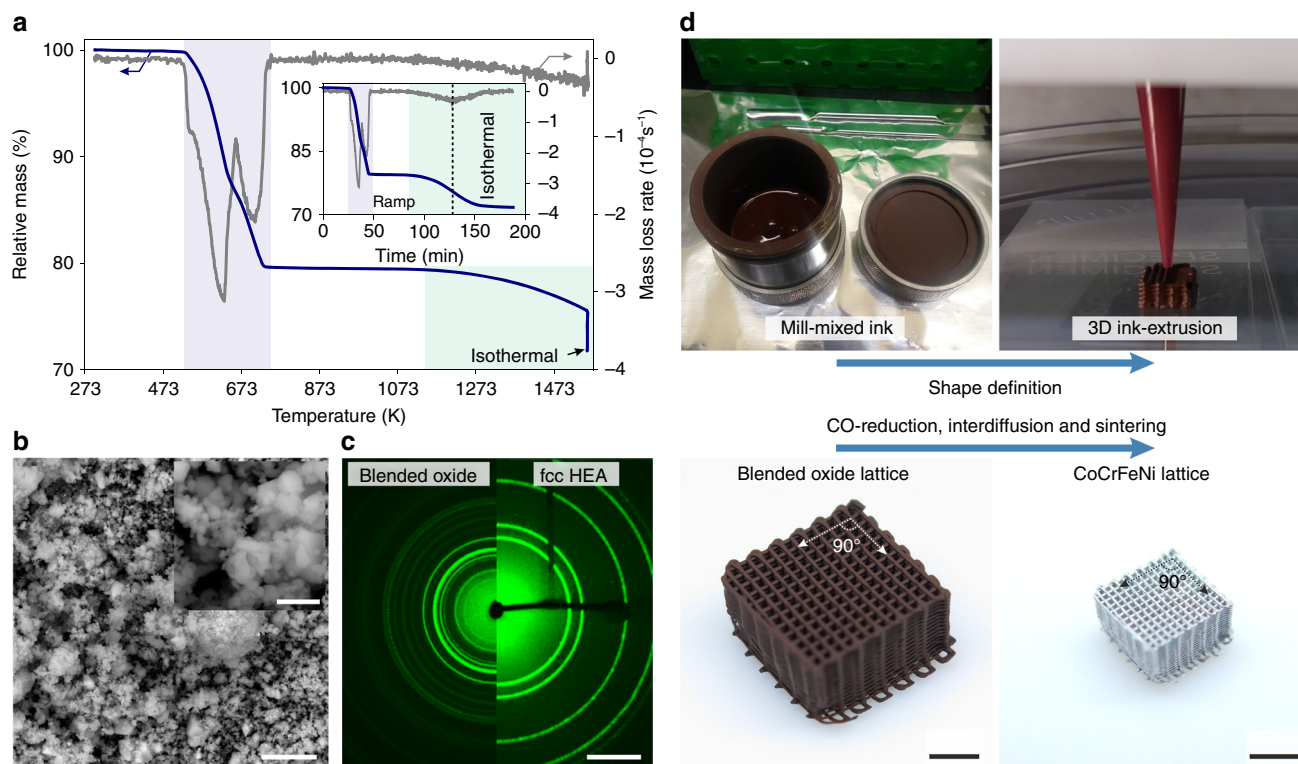 a
100
90
80
70
Relative mass (%)
0
−1
−2
−3
−4
Mass loss rate (10⁻⁴s⁻¹)
273
473
673
873
1073
1273
1473
Temperature (K)
Isothermal
100
85
70
0
−1
−2
−3
−4
Isothermal
Ramp
0
50
100
150
200
Time (min)
b
c
Blended oxide
fcc HEA
d
Mill-mixed ink
SPECIMEN
3D ink-extrusion
Shape definition
CO-reduction, interdiffusion and sintering
Blended oxide lattice
CoCrFeNi lattice
90°
90°